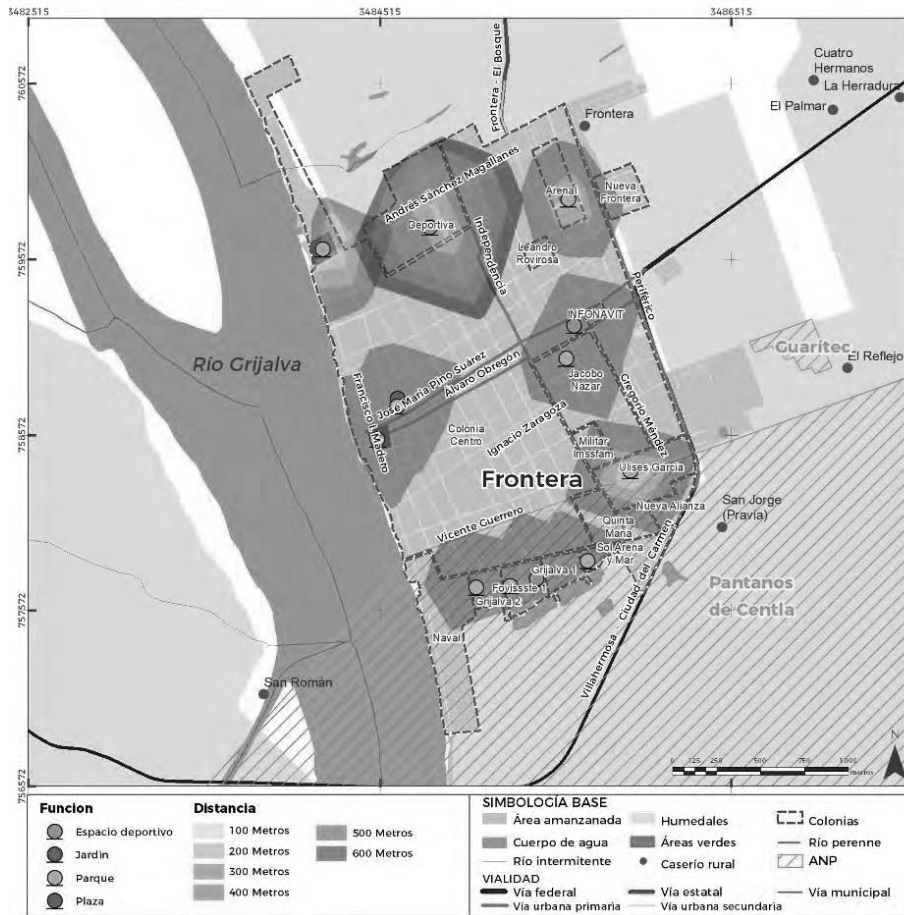 3482515
3484515
3486515
760572
759572
758572
757572
756572
Frontera - El Bosque
Cuatro
Hermanos
La Herradura
El Palmar
Frontera
Andrés Sánchez Magallanes
Arenal
Nueva
Frontera
Deportiva
Independencia
Leandro
Rovirosa
Periférico
INFONAVIT
Guaritec
El Reflejo
Río Grijalva
José María Pino Suárez
Álvaro Obregón
Jacobo
Nazar
Gregorio Méndez
Francisco I. Madero
Colonia
Centro
Ignacio Zaragoza
Militar
Imssfam
Ulises García
Frontera
Nueva Alianza
San Jorge
(Pravia)
Vicente Guerrero
Quinta
María
Sol Arena
y Mar
Grijalva 1
Fovissste 1
Grijalva 2
Pantanos
de Centla
Naval
Villahermosa - Ciudad del Carmen
San Román
N
0 125 250 500 750 1,000
metros
Funcion
Espacio deportivo
Jardín
Parque
Plaza
Distancia
100 Metros
200 Metros
300 Metros
400 Metros
500 Metros
600 Metros
SIMBOLOGÍA BASE
Área amanzanada
Humedales
Colonias
Cuerpo de agua
Áreas verdes
Río perenne
Río intermitente
Caserío rural
ANP
VIALIDAD
Vía federal
Vía estatal
Vía municipal
Vía urbana primaria
Vía urbana secundaria